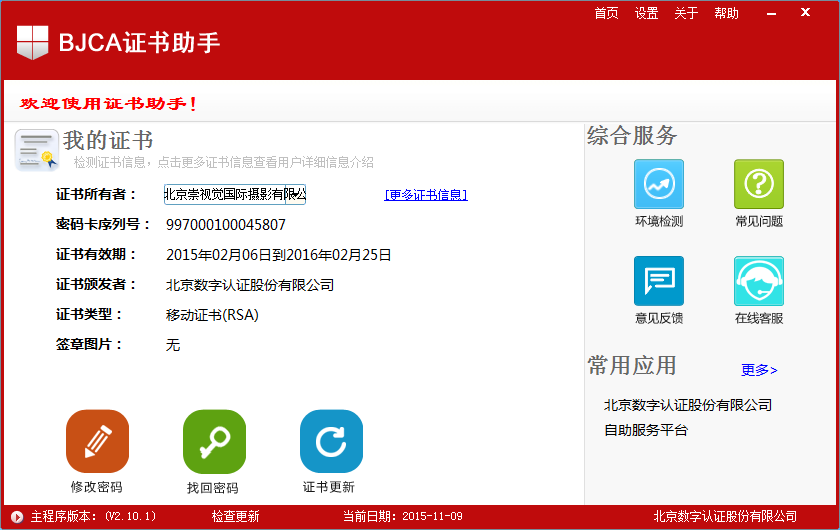 首页 设置 关于 帮助
BJCA证书助手
欢迎使用证书助手!
我的证书
检测证书信息，点击更多证书信息查看用户详细信息介绍
证书所有者： 北京崇视觉国际摄影有限公 [更多证书信息]
密码卡序列号： 997000100045807
证书有效期： 2015年02月06日到2016年02月25日
证书颁发者： 北京数字认证股份有限公司
证书类型： 移动证书(RSA)
签章图片： 无
修改密码 找回密码 证书更新
综合服务
环境检测 常见问题
意见反馈 在线客服
常用应用 更多>
北京数字认证股份有限公司
自助服务平台
主程序版本：(V2.10.1) 检查更新 当前日期：2015-11-09 北京数字认证股份有限公司